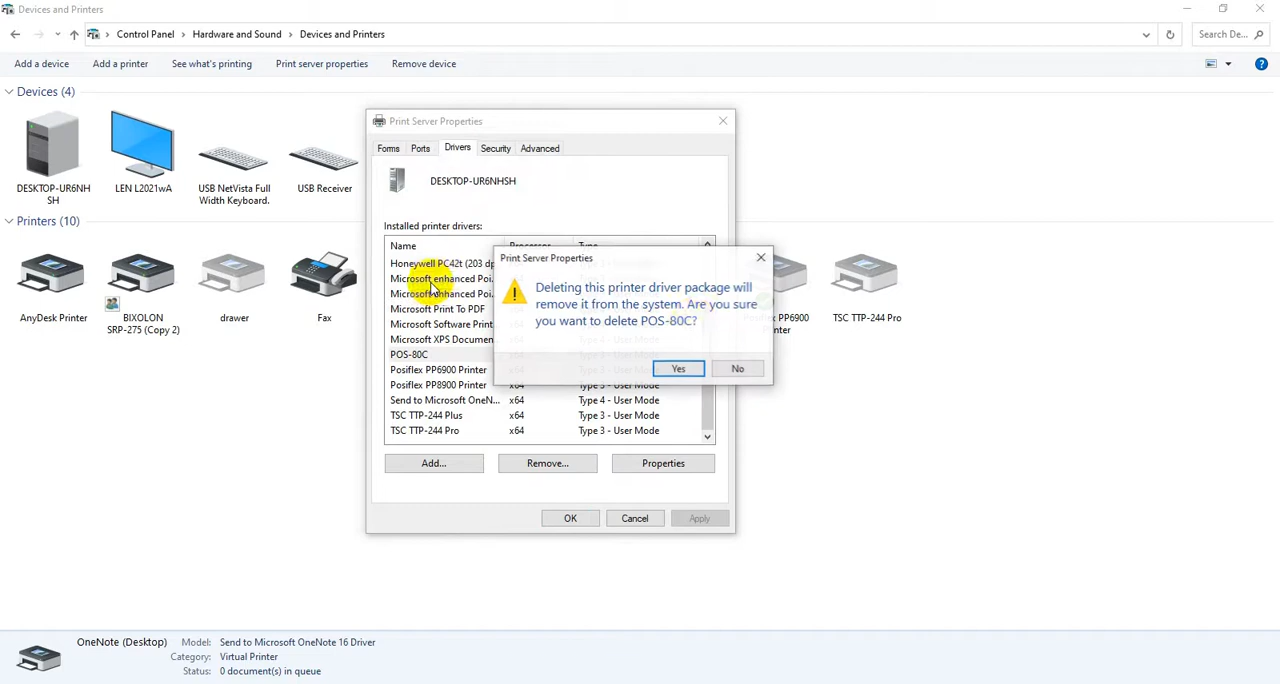 Devices and Printers
Control Panel > Hardware and Sound > Devices and Printers
Search De...
Add a device
Add a printer
See what's printing
Print server properties
Remove device
Devices (4)
DESKTOP-UR6NH
SH
LEN L2021wA
USB NetVista Full
Width Keyboard.
USB Receiver
Printers (10)
AnyDesk Printer
BIXOLON
SRP-275 (Copy 2)
drawer
Fax
PP6900
TSC TTP-244 Pro
Print Server Properties
Forms
Ports
Drivers
Security
Advanced
DESKTOP-UR6NHSH
Installed printer drivers:
Name
Processor
Type
Honeywell PC42t (203 dp
Microsoft enhanced Poi.
Microsoft enhanced Poi.
Microsoft Print To PDF
Microsoft Software Print
Microsoft XPS Documen
POS-80C
Posiflex PP6900 Printer
Posiflex PP8900 Printer x64 Type 3 - User Mode
Send to Microsoft OneN... x64 Type 4 - User Mode
TSC TTP-244 Plus x64 Type 3 - User Mode
TSC TTP-244 Pro x64 Type 3 - User Mode
Add...
Remove...
Properties
OK
Cancel
Apply
Print Server Properties
Deleting this printer driver package will
remove it from the system. Are you sure
you want to delete POS-80C?
Yes
No
OneNote (Desktop)
Model: Send to Microsoft OneNote 16 Driver
Category: Virtual Printer
Status: 0 document(s) in queue